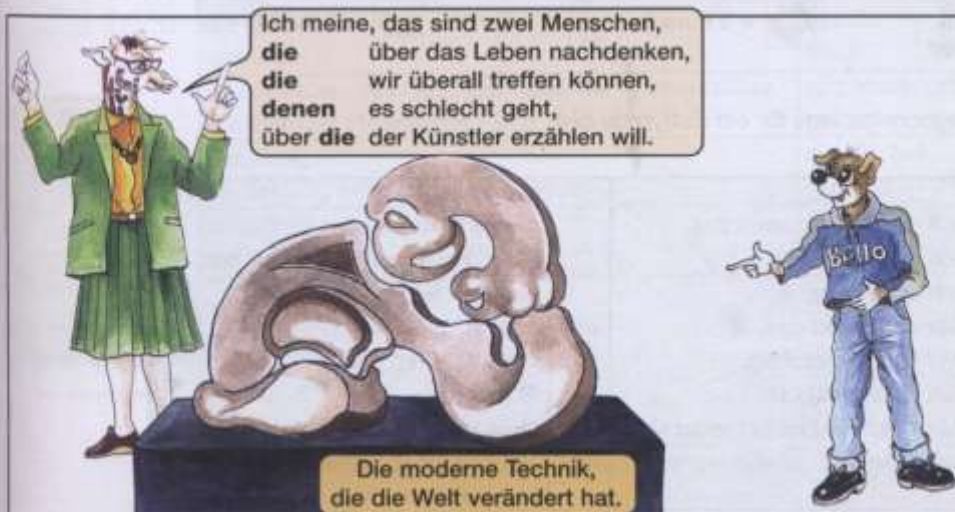 Ich meine, das sind zwei Menschen,
die über das Leben nachdenken,
die wir überall treffen können,
denen es schlecht geht,
über die der Künstler erzählen will.
Bello
Die moderne Technik,
die die Welt verändert hat.